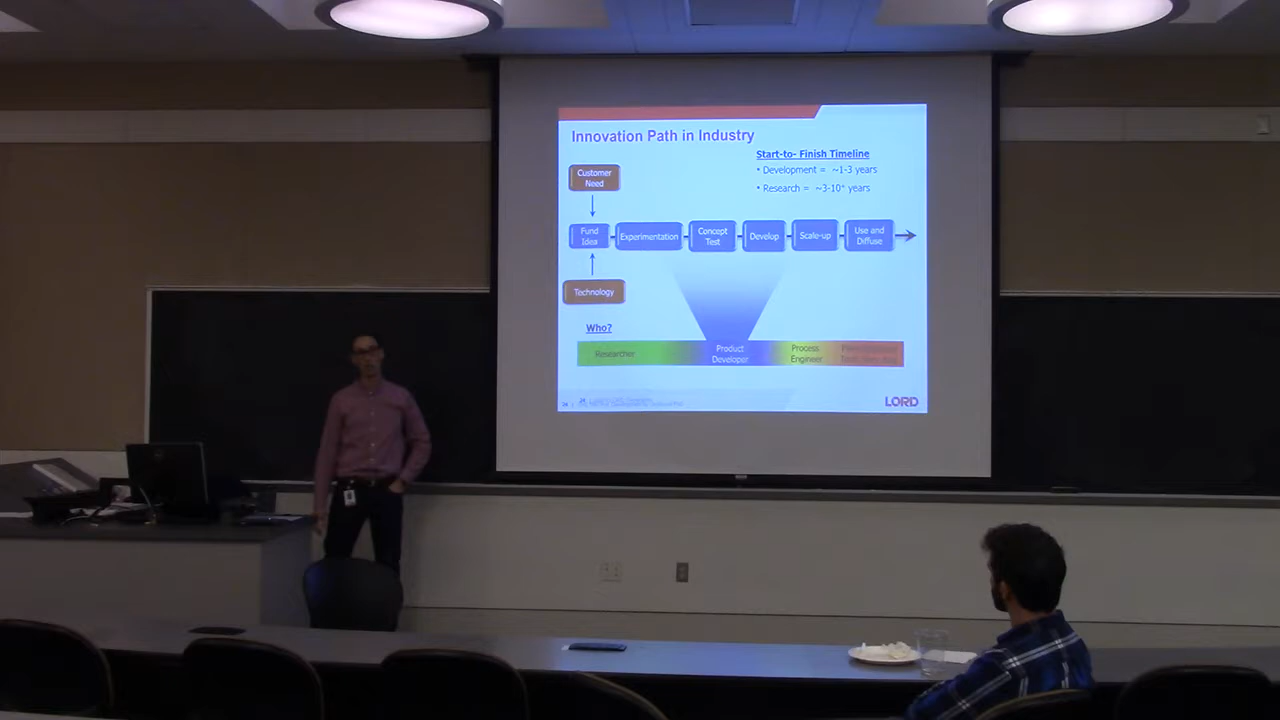 Innovation Path in Industry
Start-to- Finish Timeline
• Development = ~1-3 years
• Research = ~3-10⁺ years
Customer
Need
Fund
Idea
Experimentation
Concept
Test
Develop
Scale-up
Use and
Diffuse
Technology
Who?
Researcher
Product
Developer
Process
Engineer
LORD